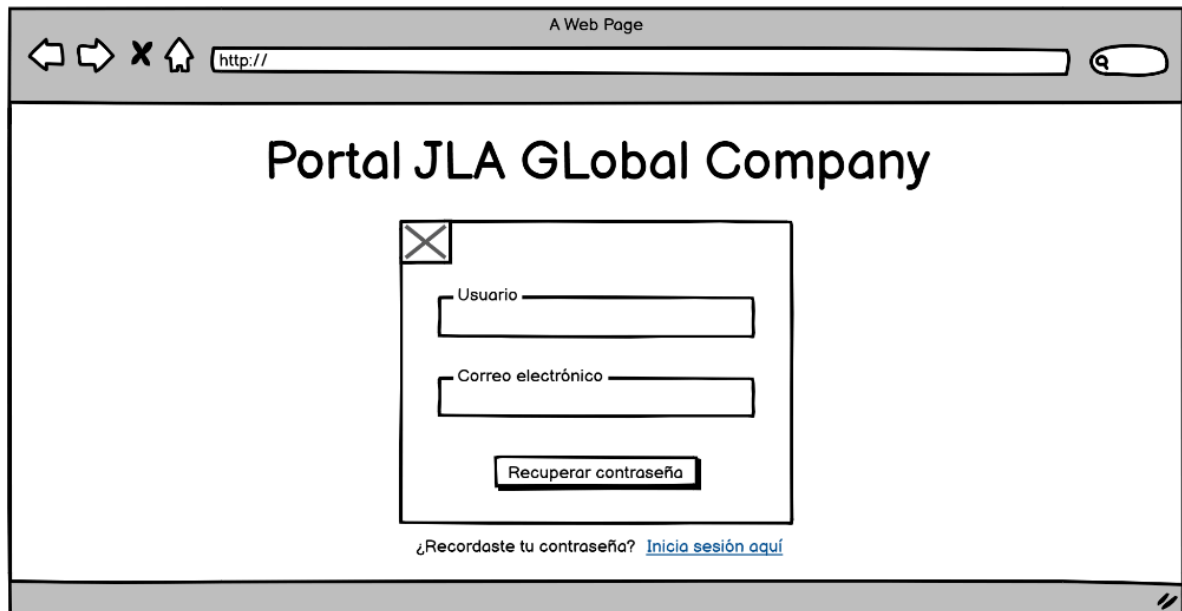 A Web Page
http://
Portal JLA GLobal Company
Usuario
Correo electrónico
Recuperar contraseña
¿Recordaste tu contraseña? Inicia sesión aquí